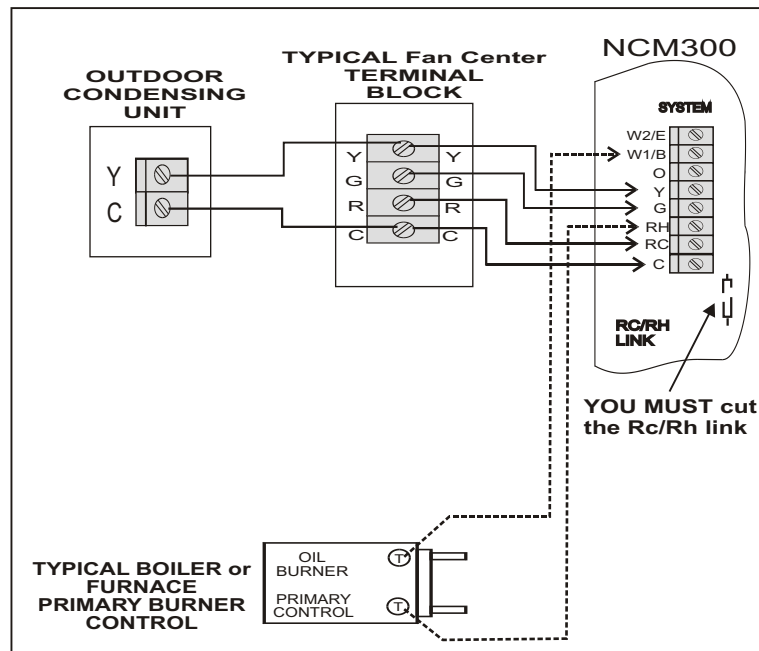 NCM300
TYPICAL Fan Center
TERMINAL
BLOCK
OUTDOOR
CONDENSING
UNIT
SYSTEM
Y
C
Y
G
R
C
Y
G
R
C
W2/E
W1/B
O
Y
G
RH
RC
C
RC/RH
LINK
YOU MUST cut
the Rc/Rh link
TYPICAL BOILER or
FURNACE
PRIMARY BURNER
CONTROL
OIL
BURNER
T
PRIMARY
CONTROL
T